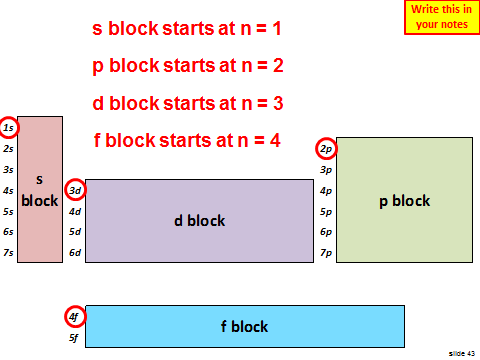 Write this in
your notes
s block starts at n = 1
p block starts at n = 2
d block starts at n = 3
f block starts at n = 4
1s
2s
3s
4s
5s
6s
7s
s
block
3d
4d
5d
6d
d block
2p
3p
4p
5p
6p
7p
p block
4f
5f
f block
slide 43